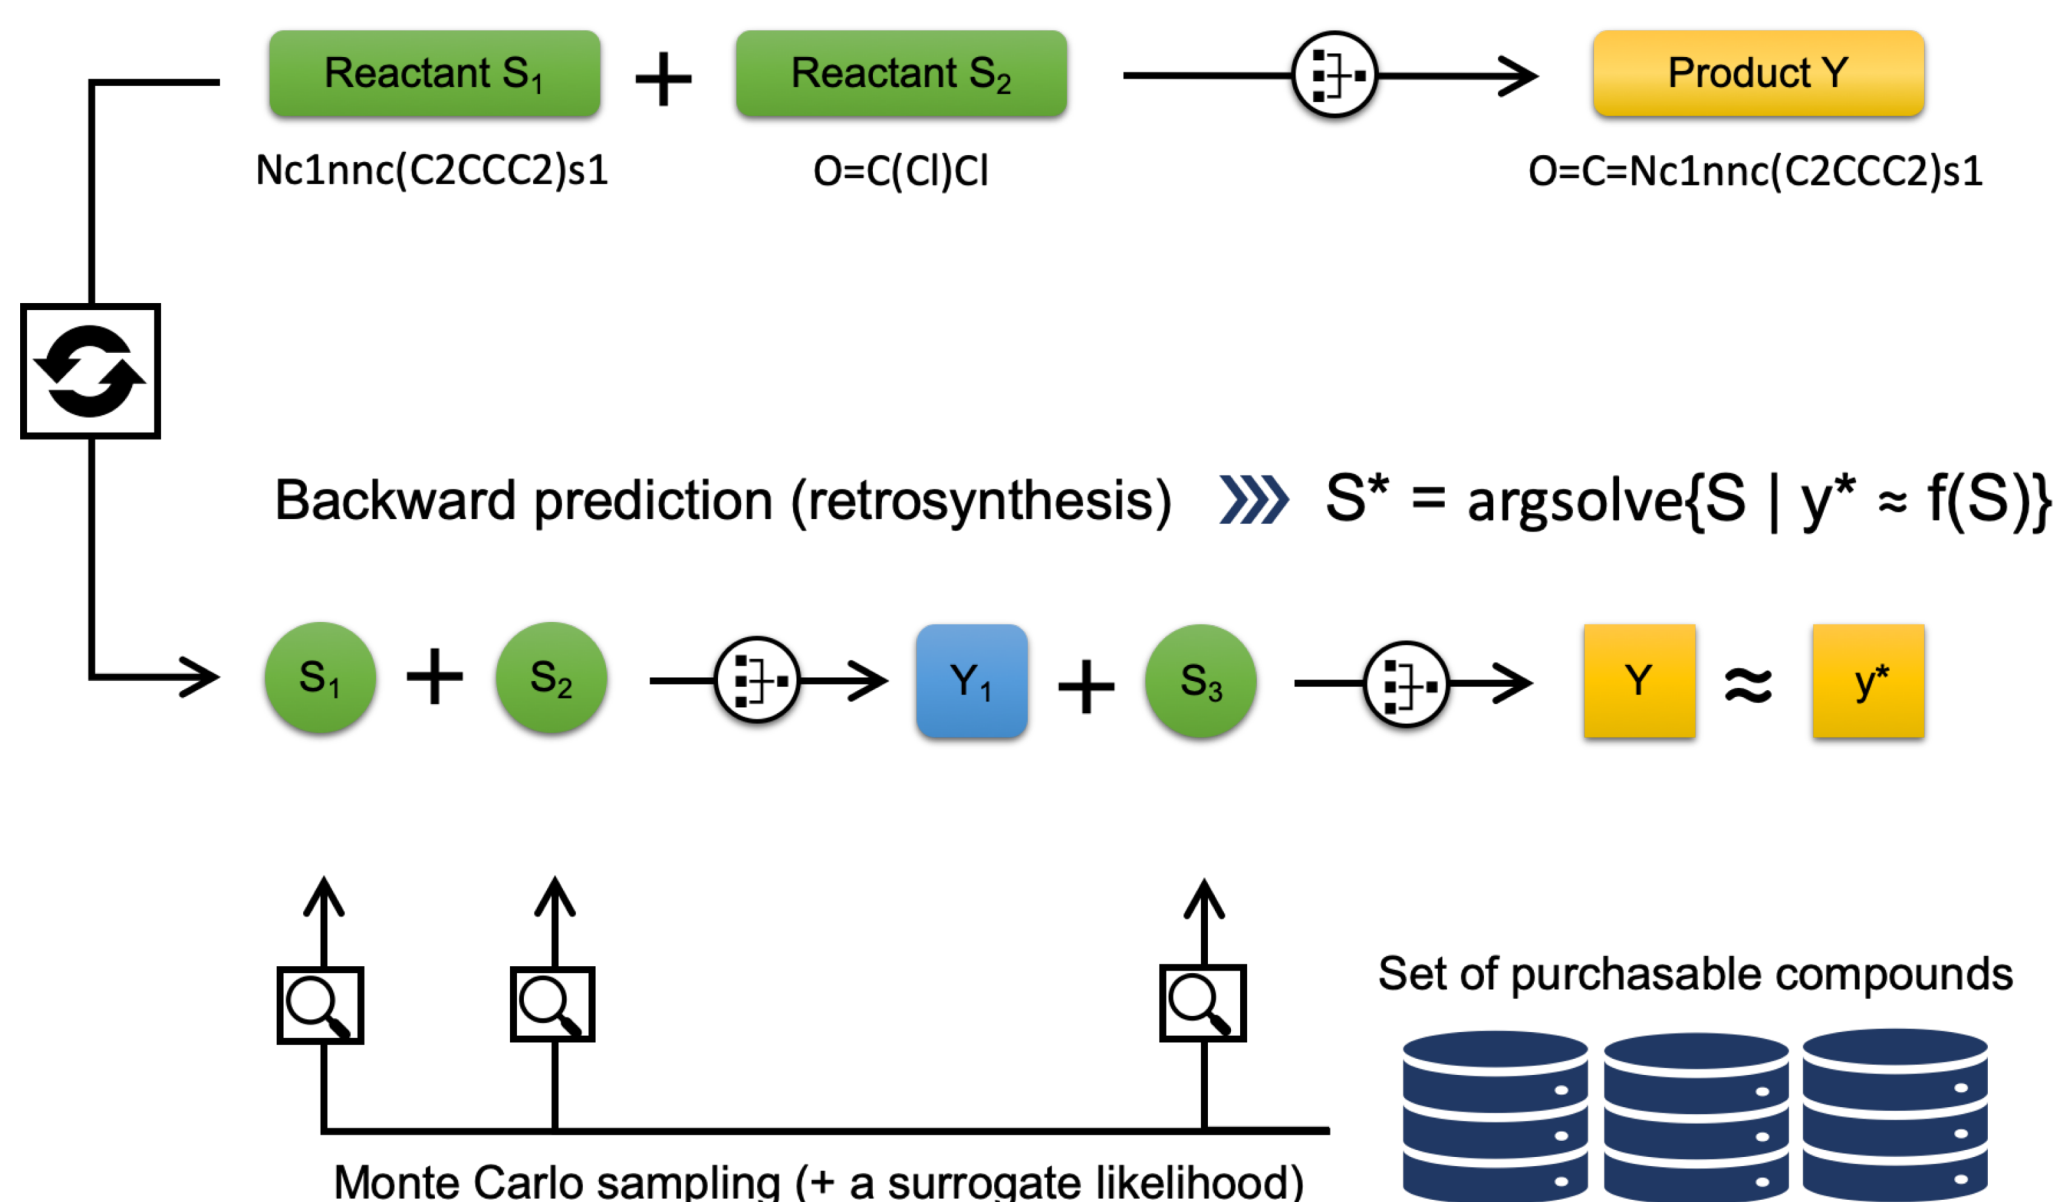 Reactant S₁ + Reactant S₂ Product Y
Nc1nnc(C2CCC2)s1 O=C(Cl)Cl O=C=Nc1nnc(C2CCC2)s1
Backward prediction (retrosynthesis) S* = argsolve{S | y* ≈ f(S)}
S₁ + S₂ Y₁ + S₃ Y ≈ y*
Set of purchasable compounds
Monte Carlo sampling (+ a surrogate likelihood)